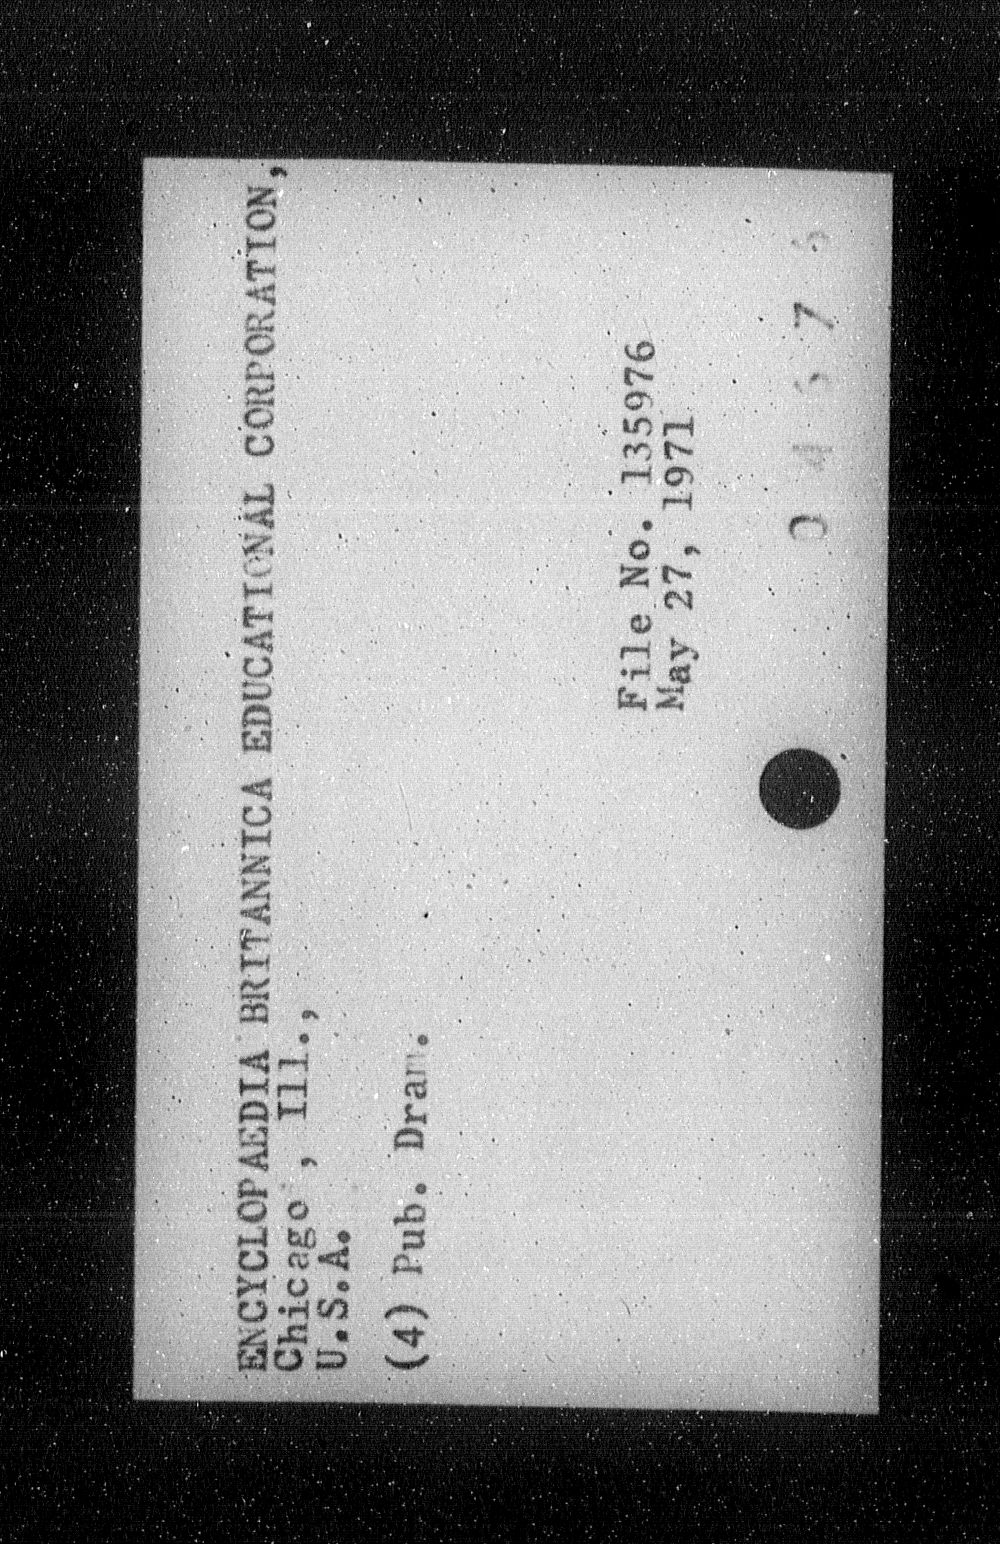 ENCYCLOPAEDIA BRITANNICA EDUCATIONAL CORPORATION,
Chicago, Ill.,
U.S.A.
(4) Pub. Dram.
File No. 135976
May 27, 1971